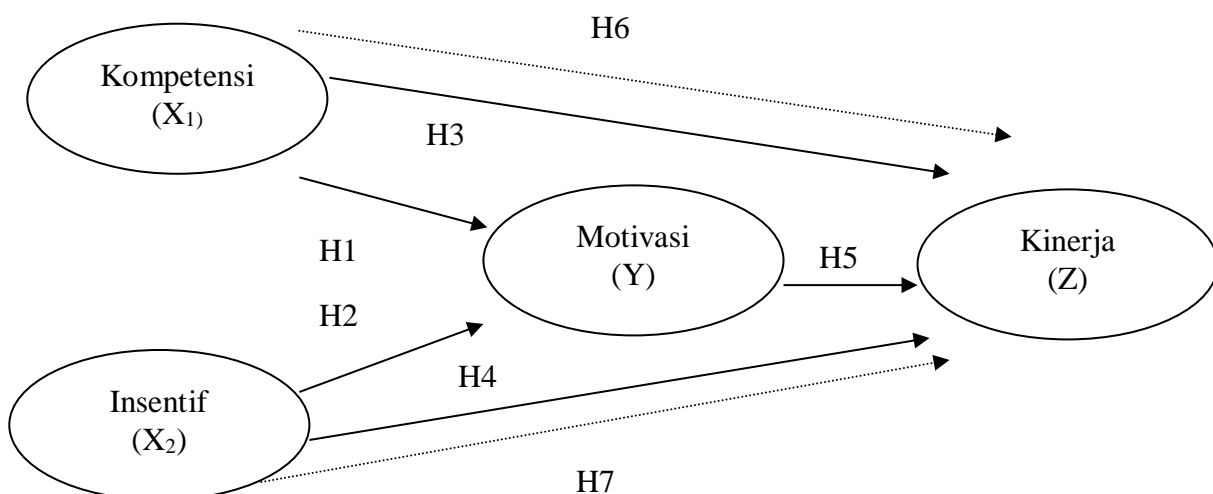 H6
Kompetensi
(X1)
H3
H1
Motivasi
(Y)
H5
Kinerja
(Z)
H2
H4
Insentif
(X2)
H7